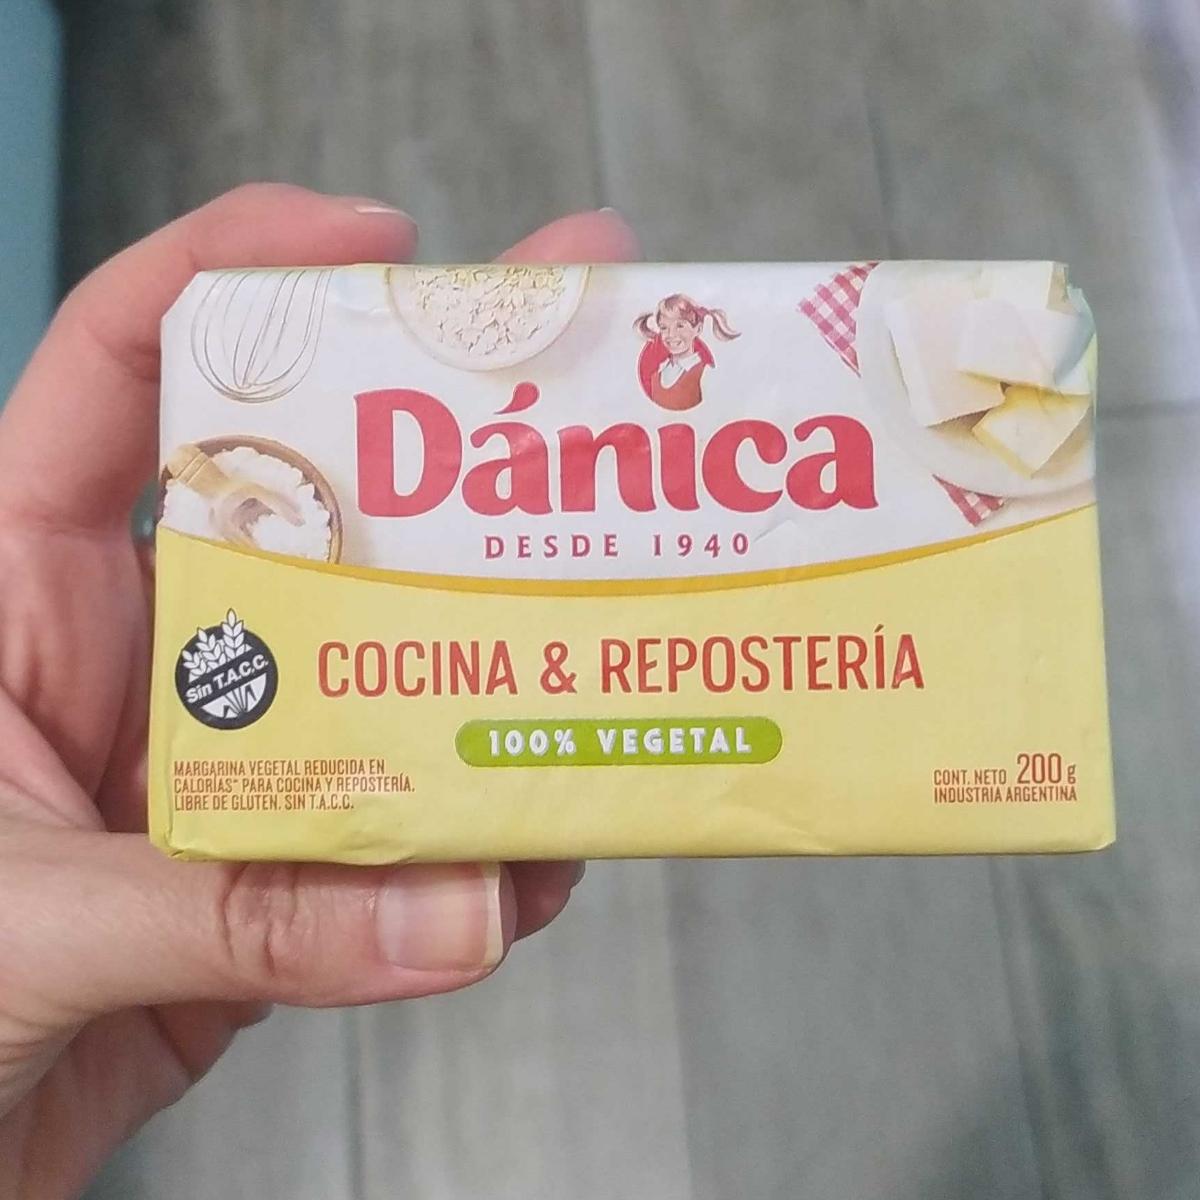 Dánica
DESDE 1940
Sin T.A.C.C.
COCINA & REPOSTERÍA
100% VEGETAL
MARGARINA VEGETAL REDUCIDA EN
CALORÍAS** PARA COCINA Y REPOSTERÍA.
LIBRE DE GLUTEN. SIN T.A.C.C.
CONT. NETO 200 g
INDUSTRIA ARGENTINA